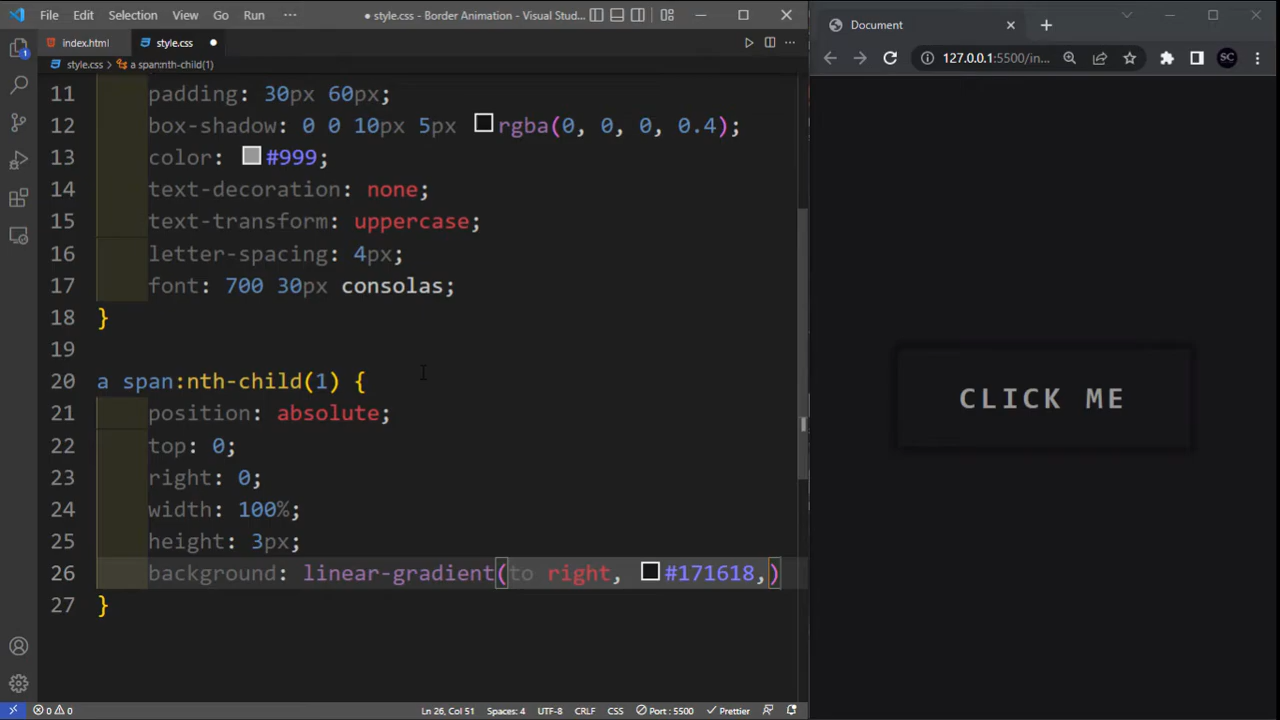 File Edit Selection View Go Run ··· ● style.css - Border Animation - Visual Stud...
index.html style.css ●
style.css > a span:nth-child(1)
11 padding: 30px 60px;
12 box-shadow: 0 0 10px 5px rgba(0, 0, 0, 0.4);
13 color: #999;
14 text-decoration: none;
15 text-transform: uppercase;
16 letter-spacing: 4px;
17 font: 700 30px consolas;
18 }
19
20 a span:nth-child(1) {
21 position: absolute;
22 top: 0;
23 right: 0;
24 width: 100%;
25 height: 3px;
26 background: linear-gradient(to right, #171618,)
27 }
1
0 0 Ln 26, Col 51 Spaces: 4 UTF-8 CRLF CSS Port : 5500 Prettier
Document
127.0.0.1:5500/in... SC
CLICK ME